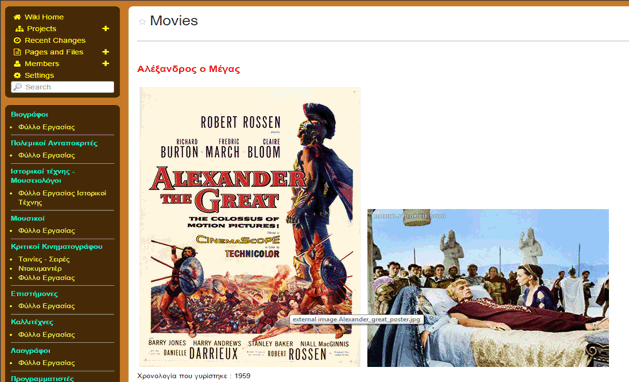 Wiki Home
Projects
Recent Changes
Pages and Files
Members
Settings
Search
Βιογράφοι
Φύλλο Εργασίας
Πολεμικοί Ανταποκριτές
Φύλλο Εργασίας
Ιστορικοί τέχνης -
Μουσειολόγοι
Φύλλο Εργασίας Ιστορικοί
Τέχνης
Μουσικοί
Φύλλο Εργασίας
Κριτικοί Κινηματογράφου
Ταινίες - Σειρές
Ντοκυμαντέρ
Φύλλο Εργασίας
Επιστήμονες
Φύλλο Εργασίας
Καλλιτέχνες
Φύλλο Εργασίας
Λαογράφοι
Φύλλο Εργασίας
Προγραμματιστές
Movies
Αλέξανδρος ο Μέγας
ROBERT ROSSEN
RICHARD FREDRIC CLAIRE
BURTON MARCH BLOOM
ALEXANDER
THE GREAT
THE COLOSSUS OF
MOTION PICTURES!
CINEMASCOPE
TECHNICOLOR
external image Alexander_great_poster.jpg
BARRY JONES HARRY ANDREWS STANLEY BAKER NIALL MacGINNIS
DANIELLE DARRIEUX ROBERT ROSSEN
Χρονολογία που γυρίστηκε : 1959